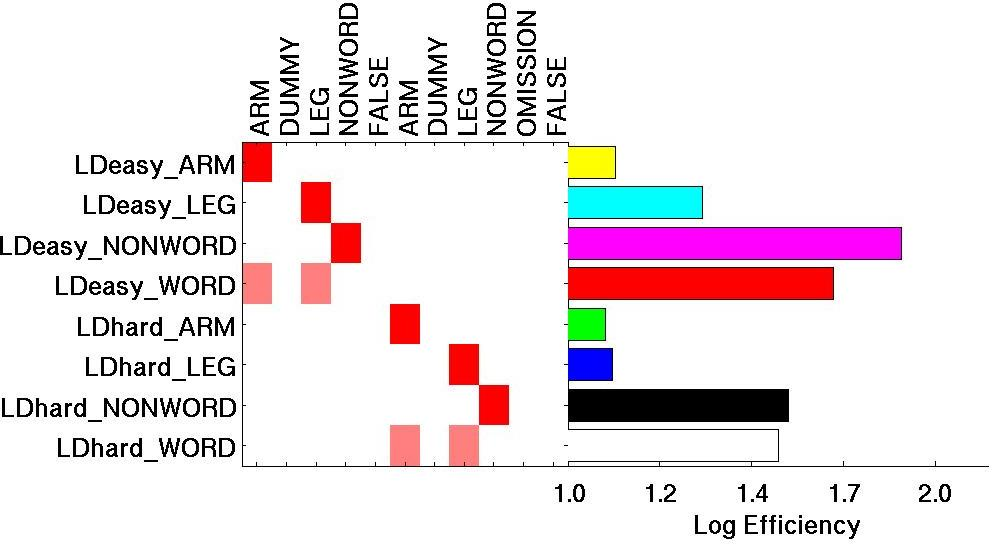 ARM
DUMMY
LEG
NONWORD
FALSE
ARM
DUMMY
LEG
NONWORD
OMISSION
FALSE
LDeasy_ARM
LDeasy_LEG
LDeasy_NONWORD
LDeasy_WORD
LDhard_ARM
LDhard_LEG
LDhard_NONWORD
LDhard_WORD
1.0 1.2 1.4 1.7 2.0
Log Efficiency